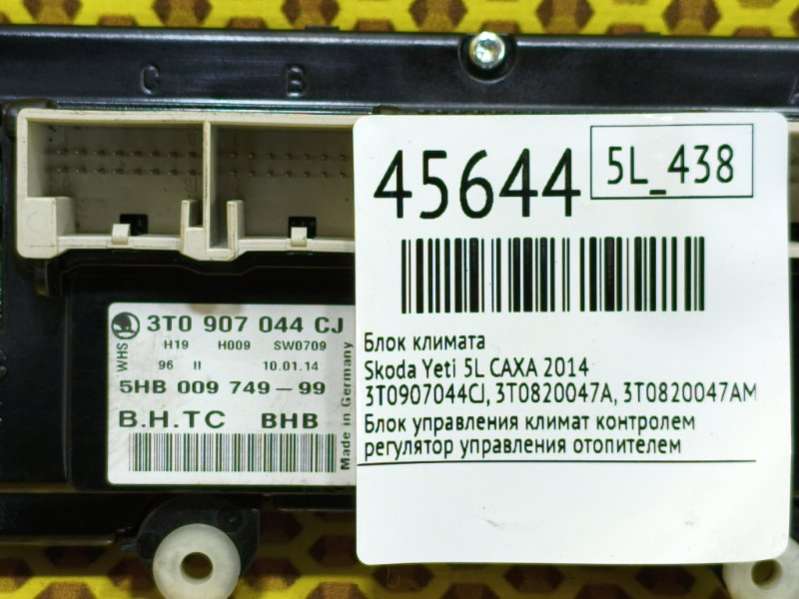 C B
45644
5L_438
Блок климата
Skoda Yeti 5L CAXA 2014
3T0907044CJ, 3T0820047A, 3T0820047AM
Блок управления климат контролем
регулятор управления отопителем
3T0 907 044 CJ
WHS
H19 H009 SW0709
96 II 10.01.14
5HB 009 749-99
B.H.TC BHB
Made in Germany